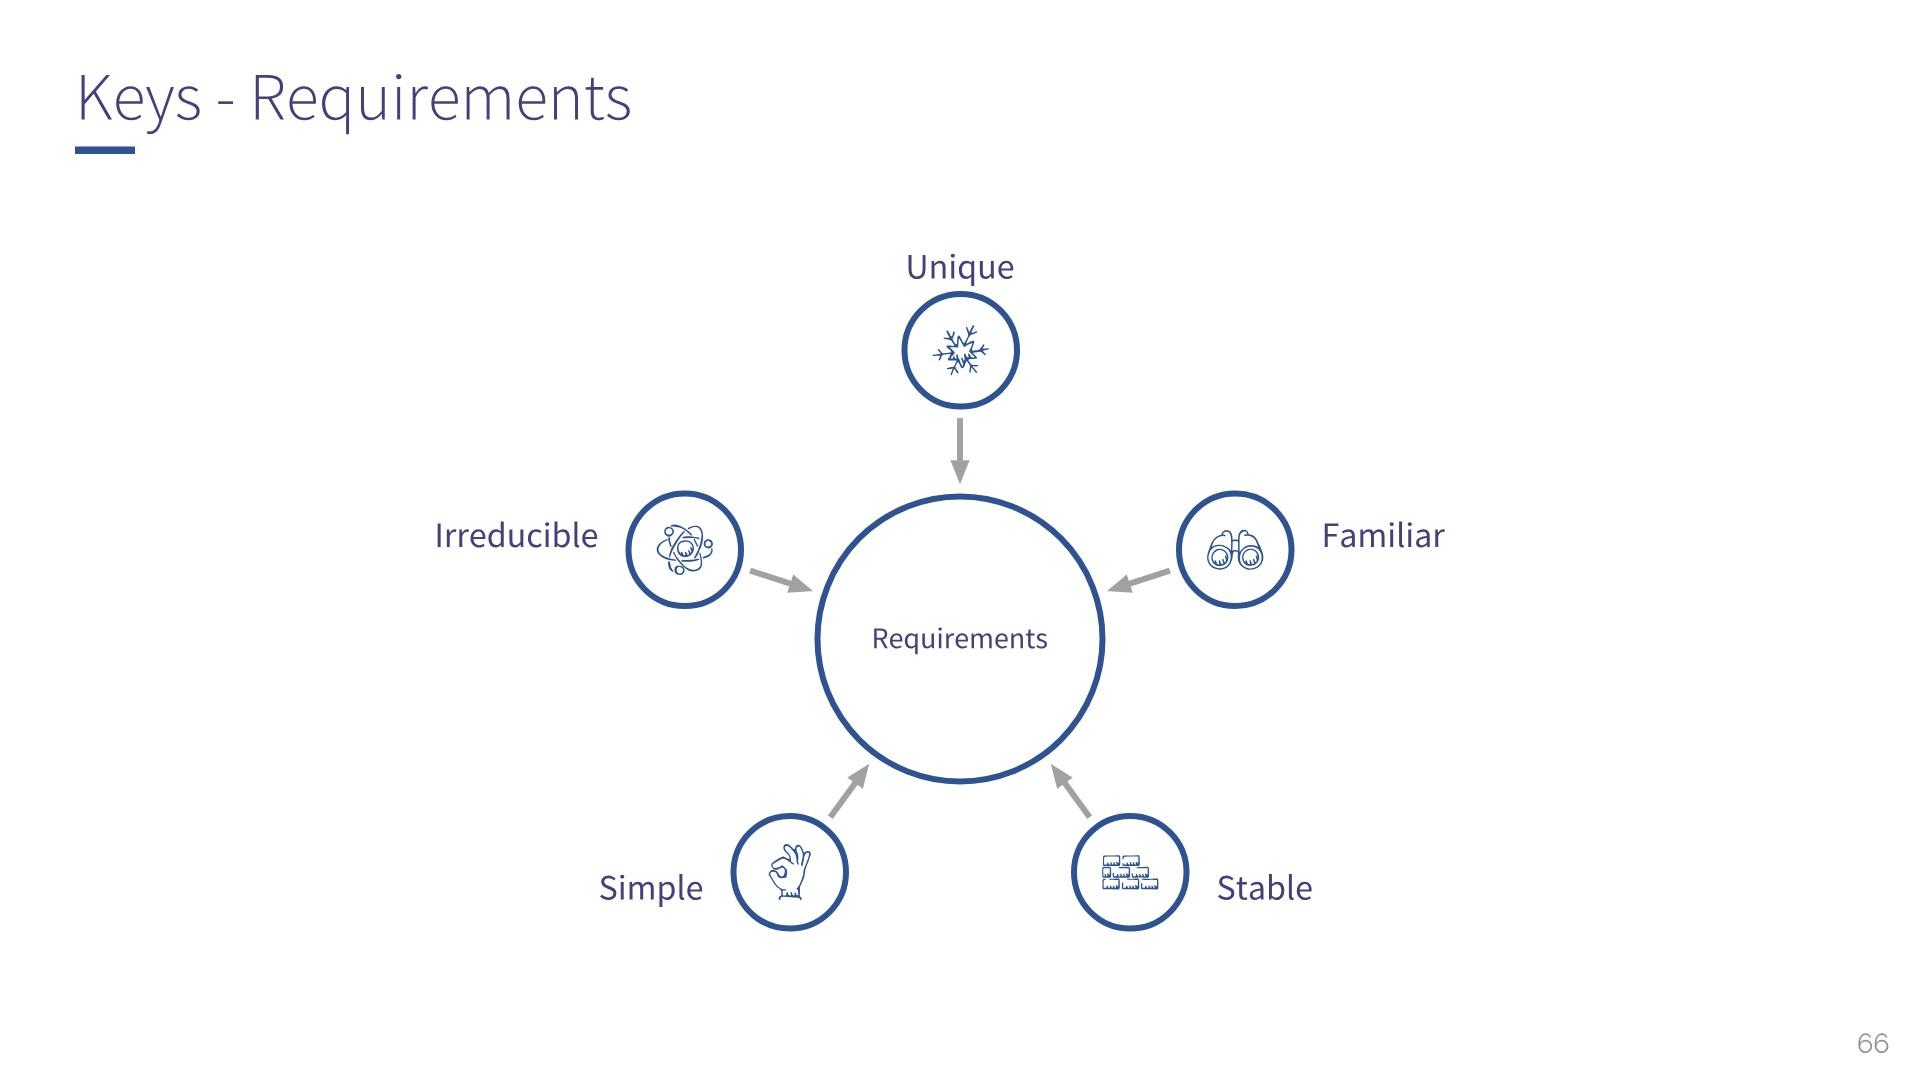 Keys - Requirements
Unique
Irreducible
Familiar
Requirements
Simple
Stable
66